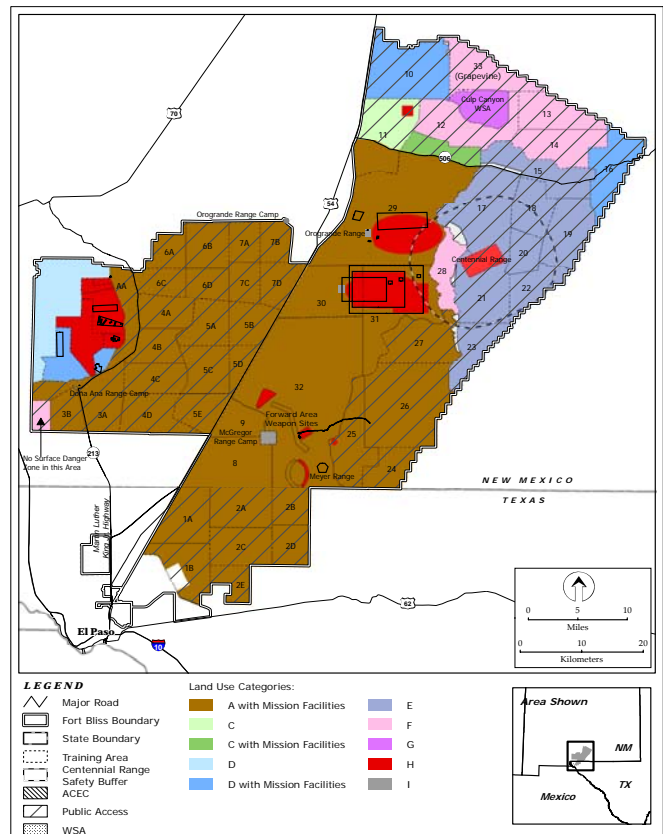 33
(Grapevine)
10
Culp Canyon
WSA
13
70
12
11
14
506
15
16
54
29
17
18
Orogrande Range Camp
Orogrande Range
19
7B
7A
6B
6A
Centennial Range
20
28
AA
6C
6D
7C
7D
21
22
30
31
4A
5A
5B
27
23
4B
5D
5C
32
4C
Doña Ana Range Camp
26
3B
3A
4D
5E
9
Forward Area
Weapon Sites
McGregor
Range Camp
25
No Surface Danger
Zone in this Area
213
8
Meyer Range
24
NEW MEXICO
TEXAS
1A
2A
2B
Martin Luther
King Jr. Highway
2C
2D
1B
2E
0 5 10
Miles
0 10 20
Kilometers
62
El Paso
10
LEGEND
Major Road
Fort Bliss Boundary
State Boundary
Training Area
Centennial Range
Safety Buffer
ACEC
Public Access
WSA
Land Use Categories:
A with Mission Facilities
C
C with Mission Facilities
D
D with Mission Facilities
E
F
G
H
I
Area Shown
NM
TX
Mexico